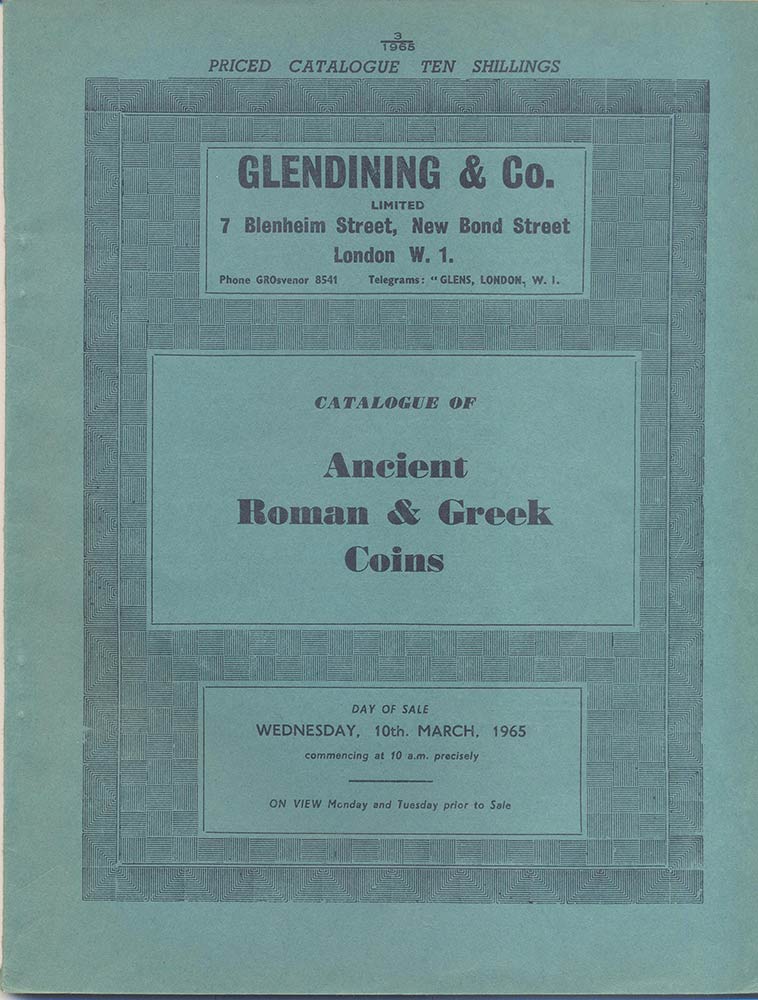 3
1965
PRICED CATALOGUE TEN SHILLINGS
GLENDINING & Co.
LIMITED
7 Blenheim Street, New Bond Street
London W. 1.
Phone GROsvenor 8541 Telegrams: "GLENS, LONDON, W. 1.
CATALOGUE OF
Ancient
Roman & Greek
Coins
DAY OF SALE
WEDNESDAY, 10th. MARCH, 1965
commencing at 10 a.m. precisely
ON VIEW Monday and Tuesday prior to Sale